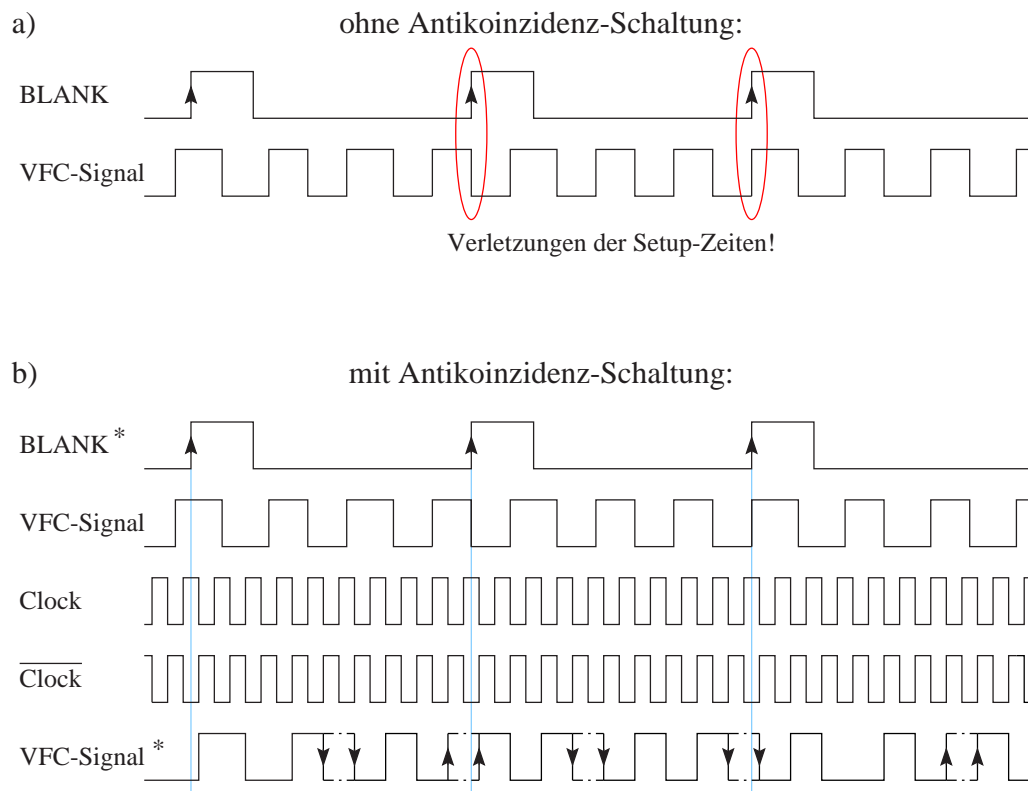 a) ohne Antikoinzidenz-Schaltung:
BLANK
VFC-Signal
Verletzungen der Setup-Zeiten!
b) mit Antikoinzidenz-Schaltung:
BLANK *
VFC-Signal
Clock
Clock
VFC-Signal *